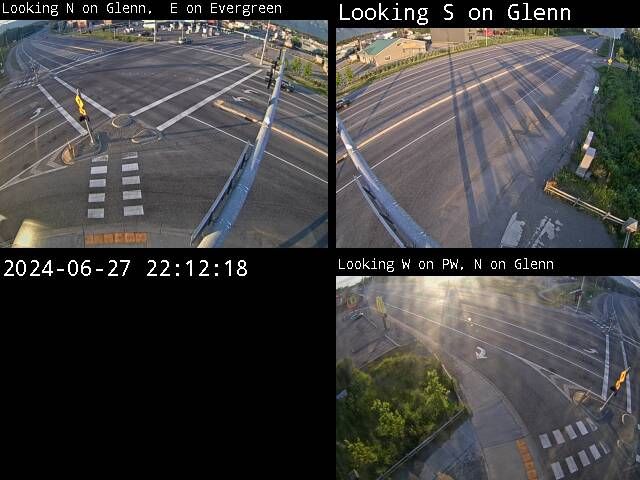 Looking N on Glenn, E on Evergreen
Looking S on Glenn
2024-06-27 22:12:18
Looking W on PW, N on Glenn